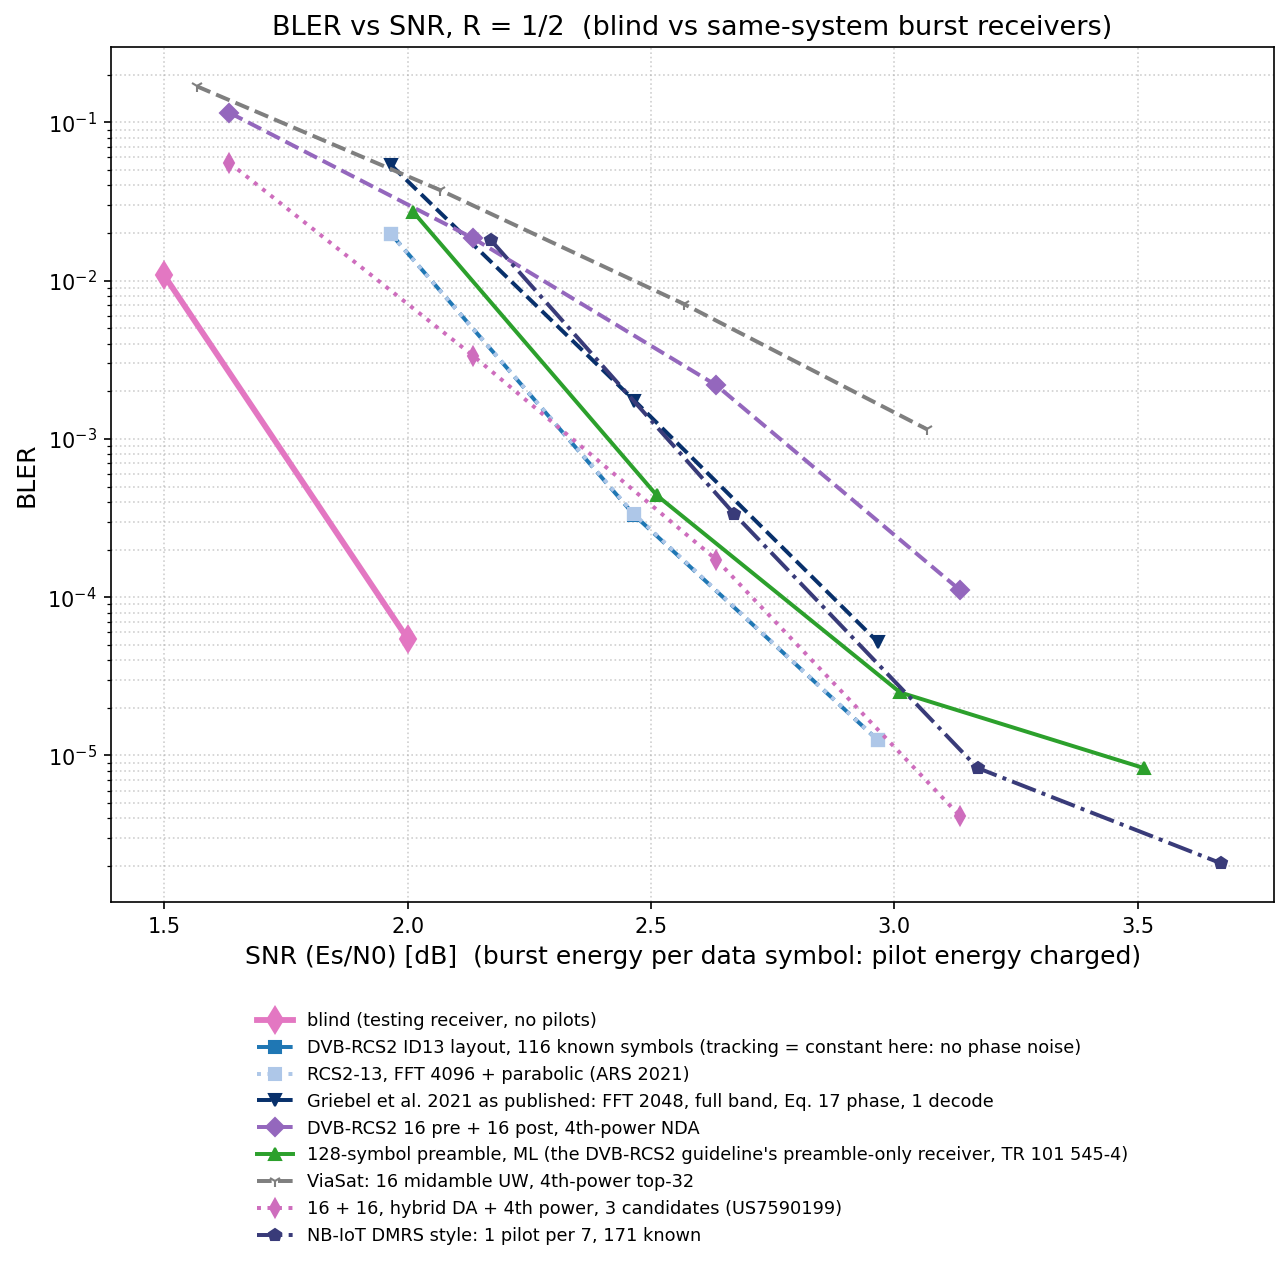 BLER vs SNR, R = 1/2  (blind vs same-system burst receivers)
BLER
10⁻¹
10⁻²
10⁻³
10⁻⁴
10⁻⁵
1.5 2.0 2.5 3.0 3.5
SNR (Es/N0) [dB]  (burst energy per data symbol: pilot energy charged)
blind (testing receiver, no pilots)
DVB-RCS2 ID13 layout, 116 known symbols (tracking = constant here: no phase noise)
RCS2-13, FFT 4096 + parabolic (ARS 2021)
Griebel et al. 2021 as published: FFT 2048, full band, Eq. 17 phase, 1 decode
DVB-RCS2 16 pre + 16 post, 4th-power NDA
128-symbol preamble, ML (the DVB-RCS2 guideline's preamble-only receiver, TR 101 545-4)
ViaSat: 16 midamble UW, 4th-power top-32
16 + 16, hybrid DA + 4th power, 3 candidates (US7590199)
NB-IoT DMRS style: 1 pilot per 7, 171 known